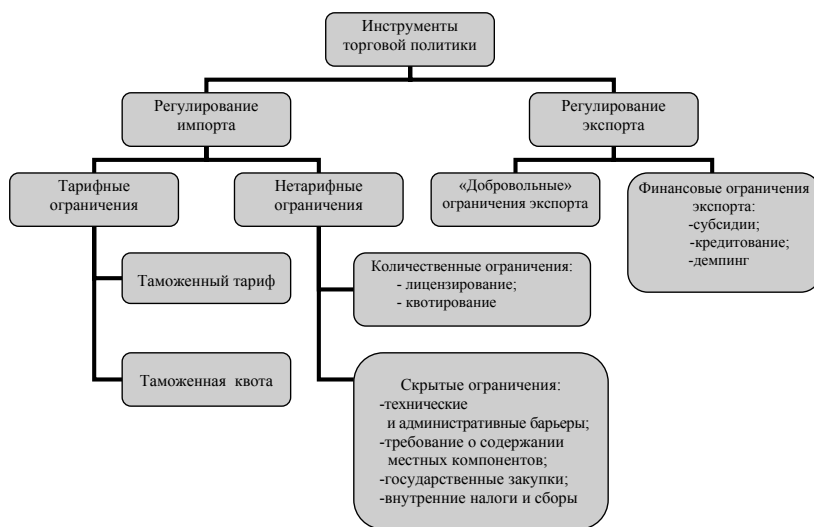 Инструменты
торговой политики
Регулирование
импорта
Регулирование
экспорта
Тарифные
ограничения
Нетарифные
ограничения
«Добровольные»
ограничения экспорта
Финансовые ограничения
экспорта:
-субсидии;
-кредитование;
-демпинг
Таможенный тариф
Количественные ограничения:
- лицензирование;
- квотирование
Таможенная квота
Скрытые ограничения:
-технические
и административные барьеры;
-требование о содержании
местных компонентов;
-государственные закупки;
-внутренние налоги и сборы